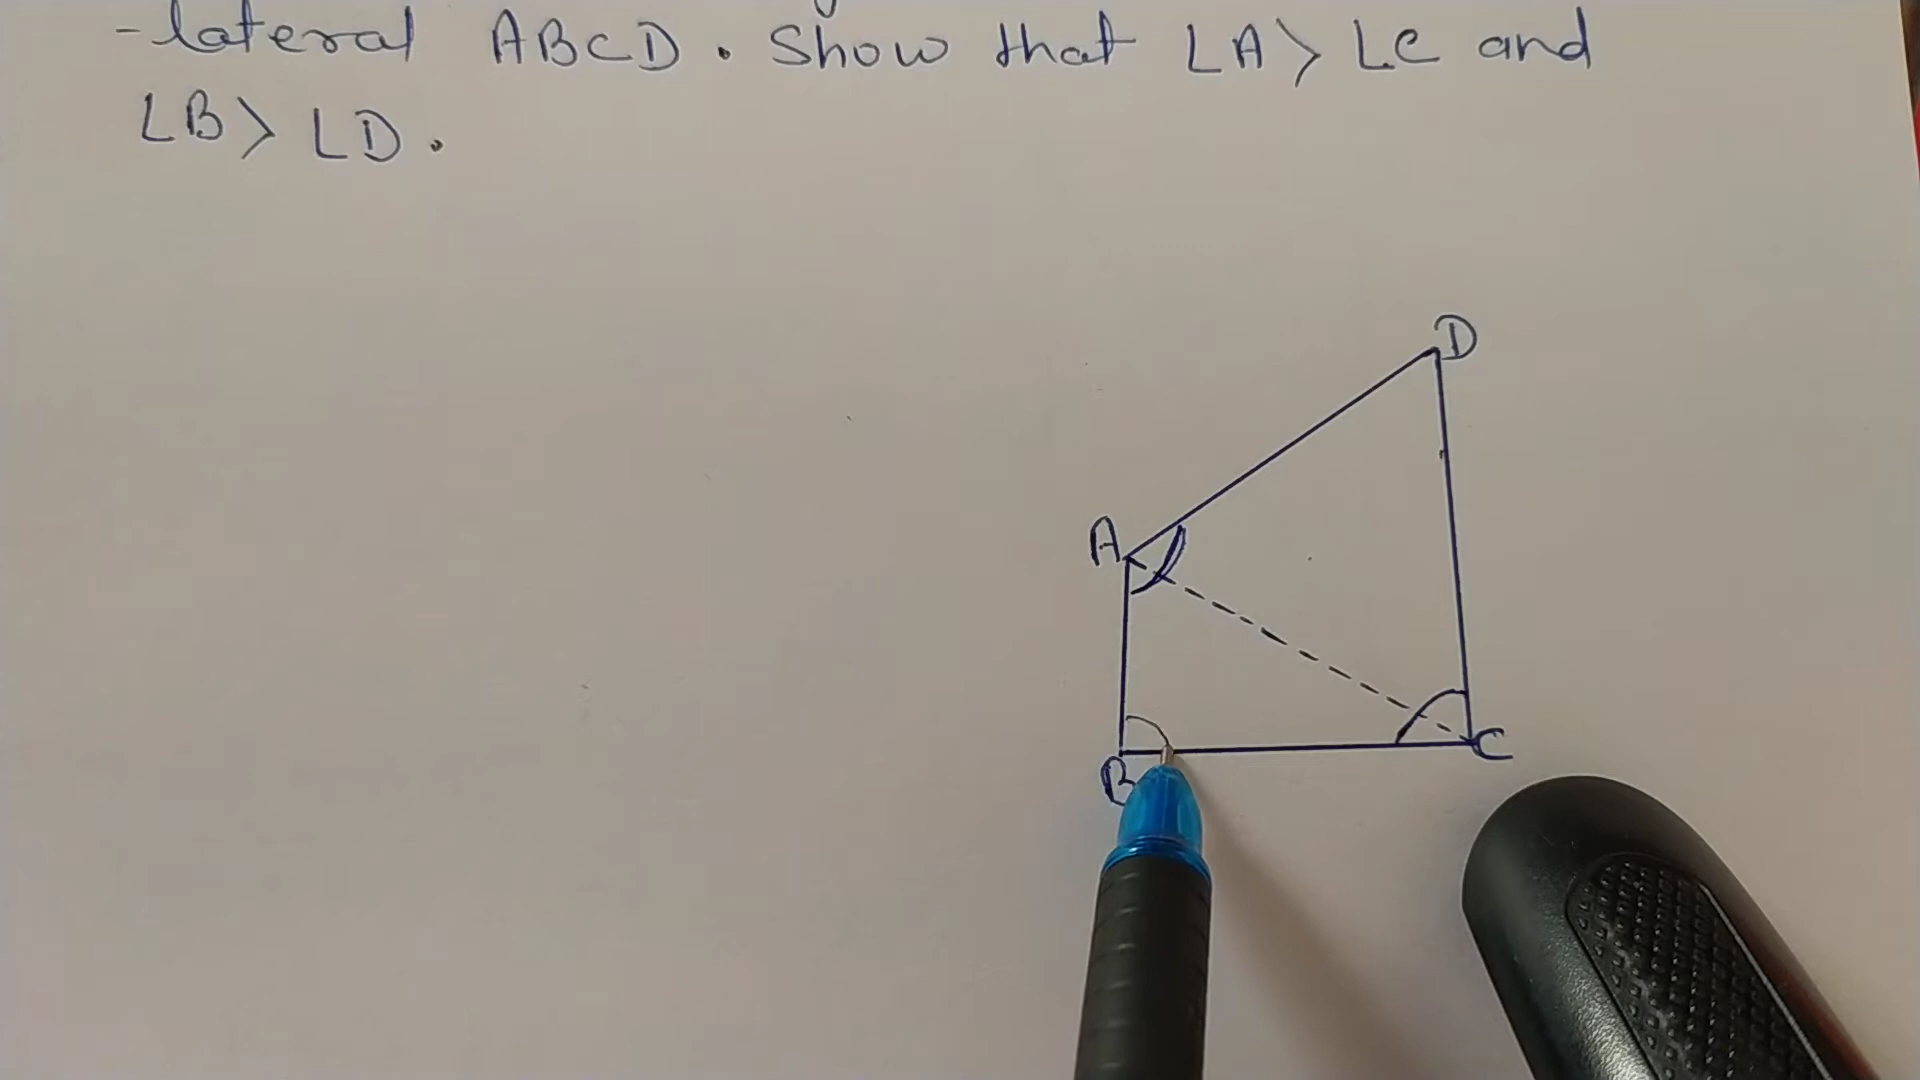 -lateral ABCD. Show that ∠A > ∠C and
∠B > ∠D.
D
A
B
C